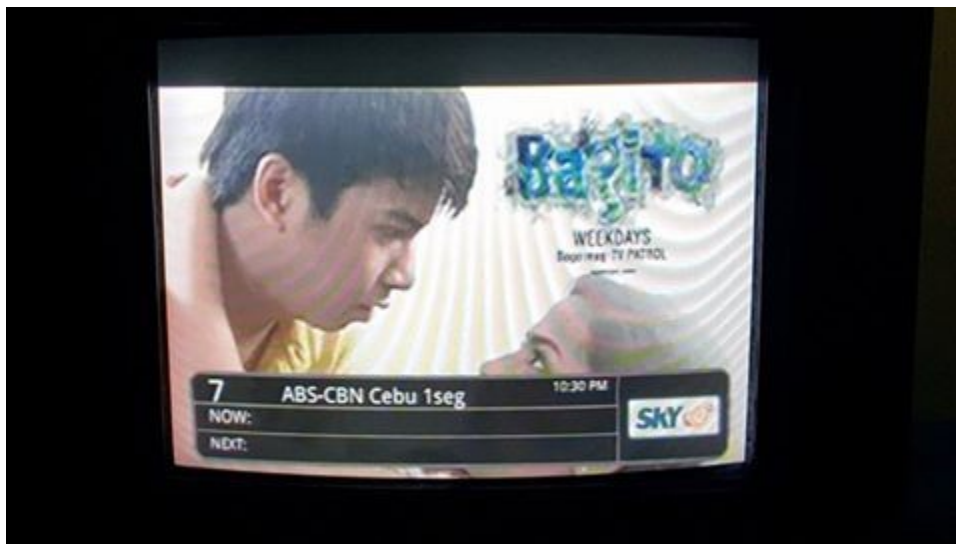 Bagito
WEEKDAYS
Bago mag TV PATROL
7 ABS-CBN Cebu 1seg 10:30 PM
NOW:
NEXT:
SKY